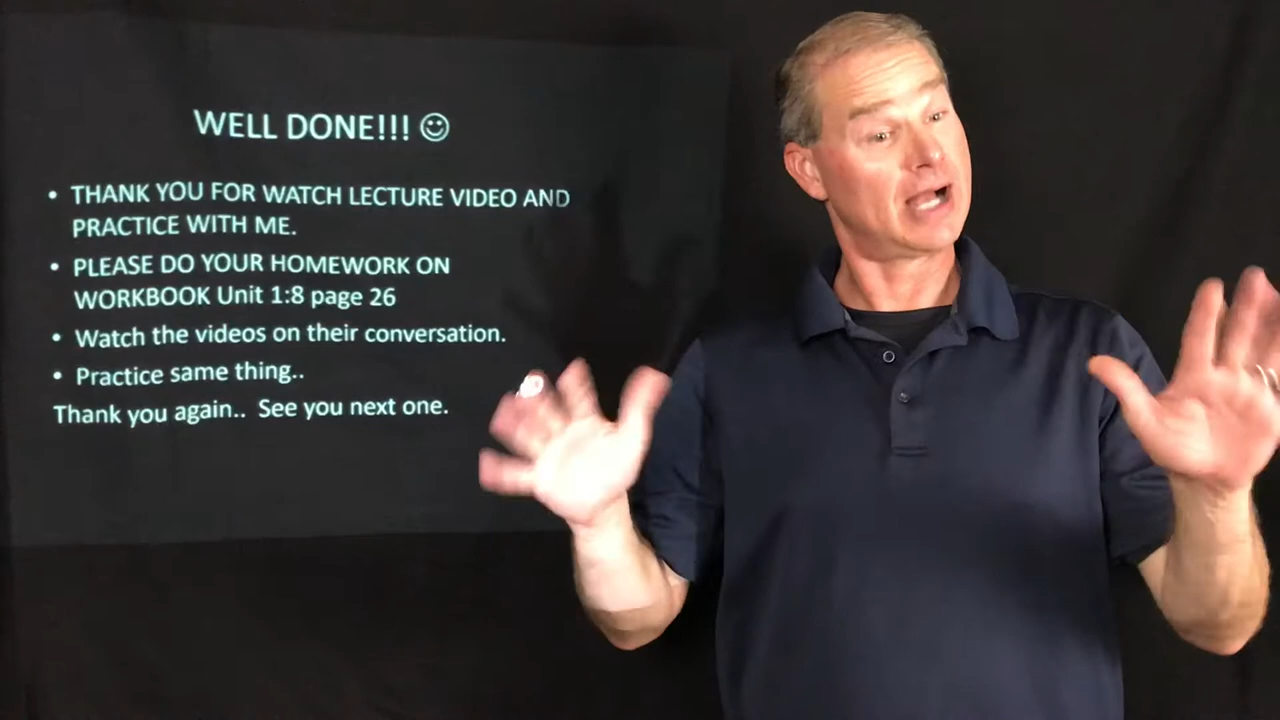 WELL DONE!!! ☺
• THANK YOU FOR WATCH LECTURE VIDEO AND
PRACTICE WITH ME.
• PLEASE DO YOUR HOMEWORK ON
WORKBOOK Unit 1:8 page 26
• Watch the videos on their conversation.
• Practice same thing..
Thank you again.. See you next one.